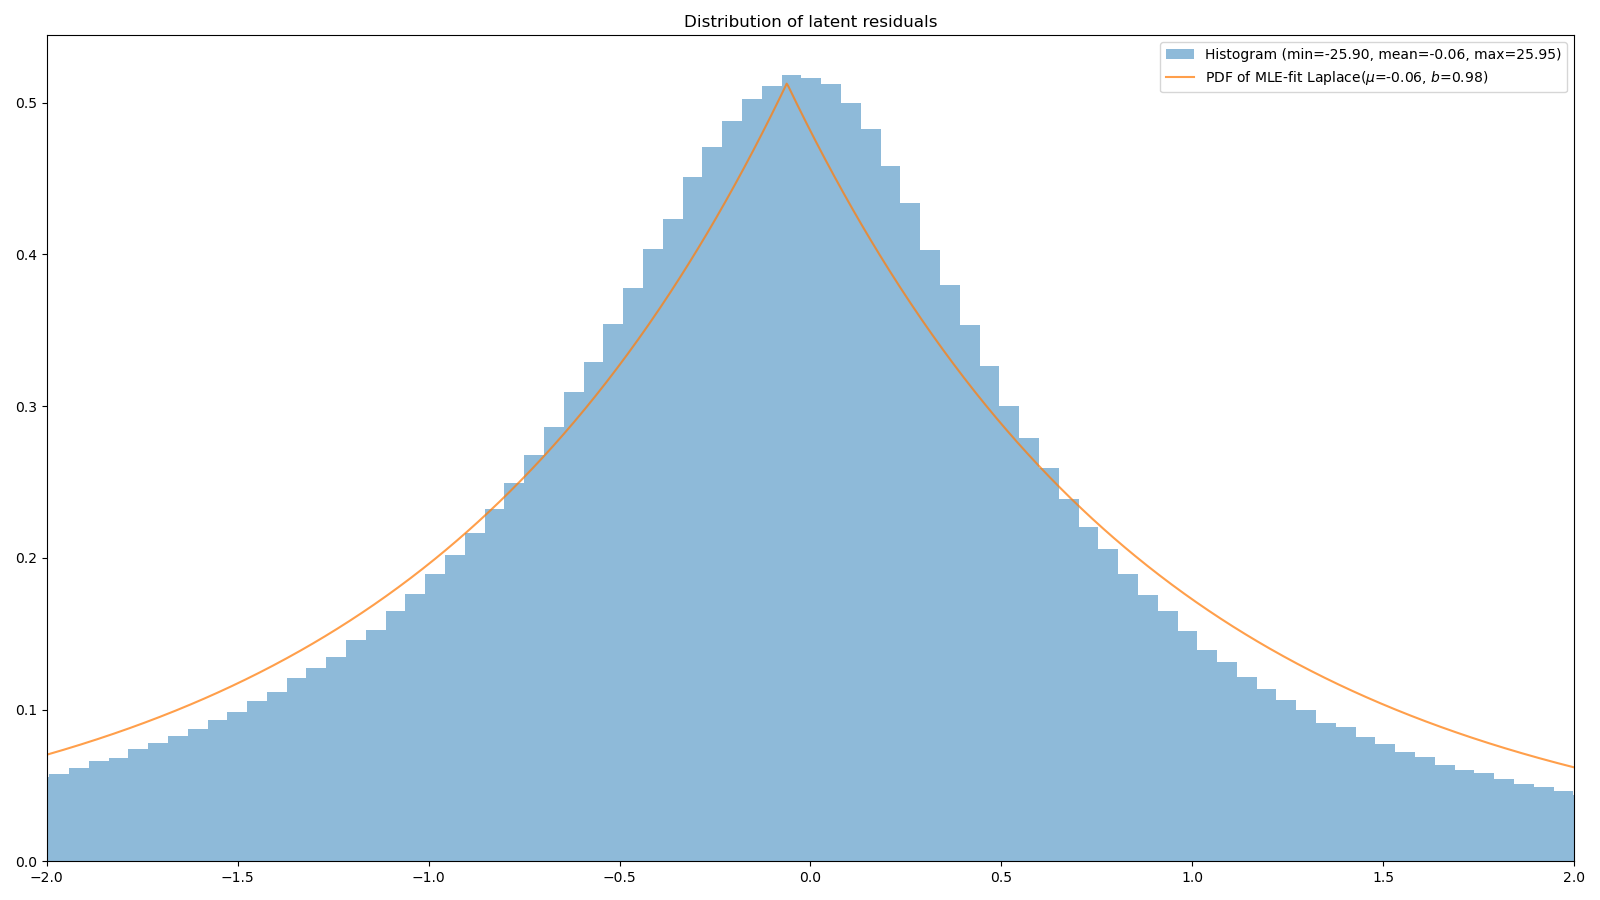 Distribution of latent residuals
Histogram (min=-25.90, mean=-0.06, max=25.95)
PDF of MLE-fit Laplace(μ=-0.06, b=0.98)
0.5
0.4
0.3
0.2
0.1
0.0
−2.0 −1.5 −1.0 −0.5 0.0 0.5 1.0 1.5 2.0